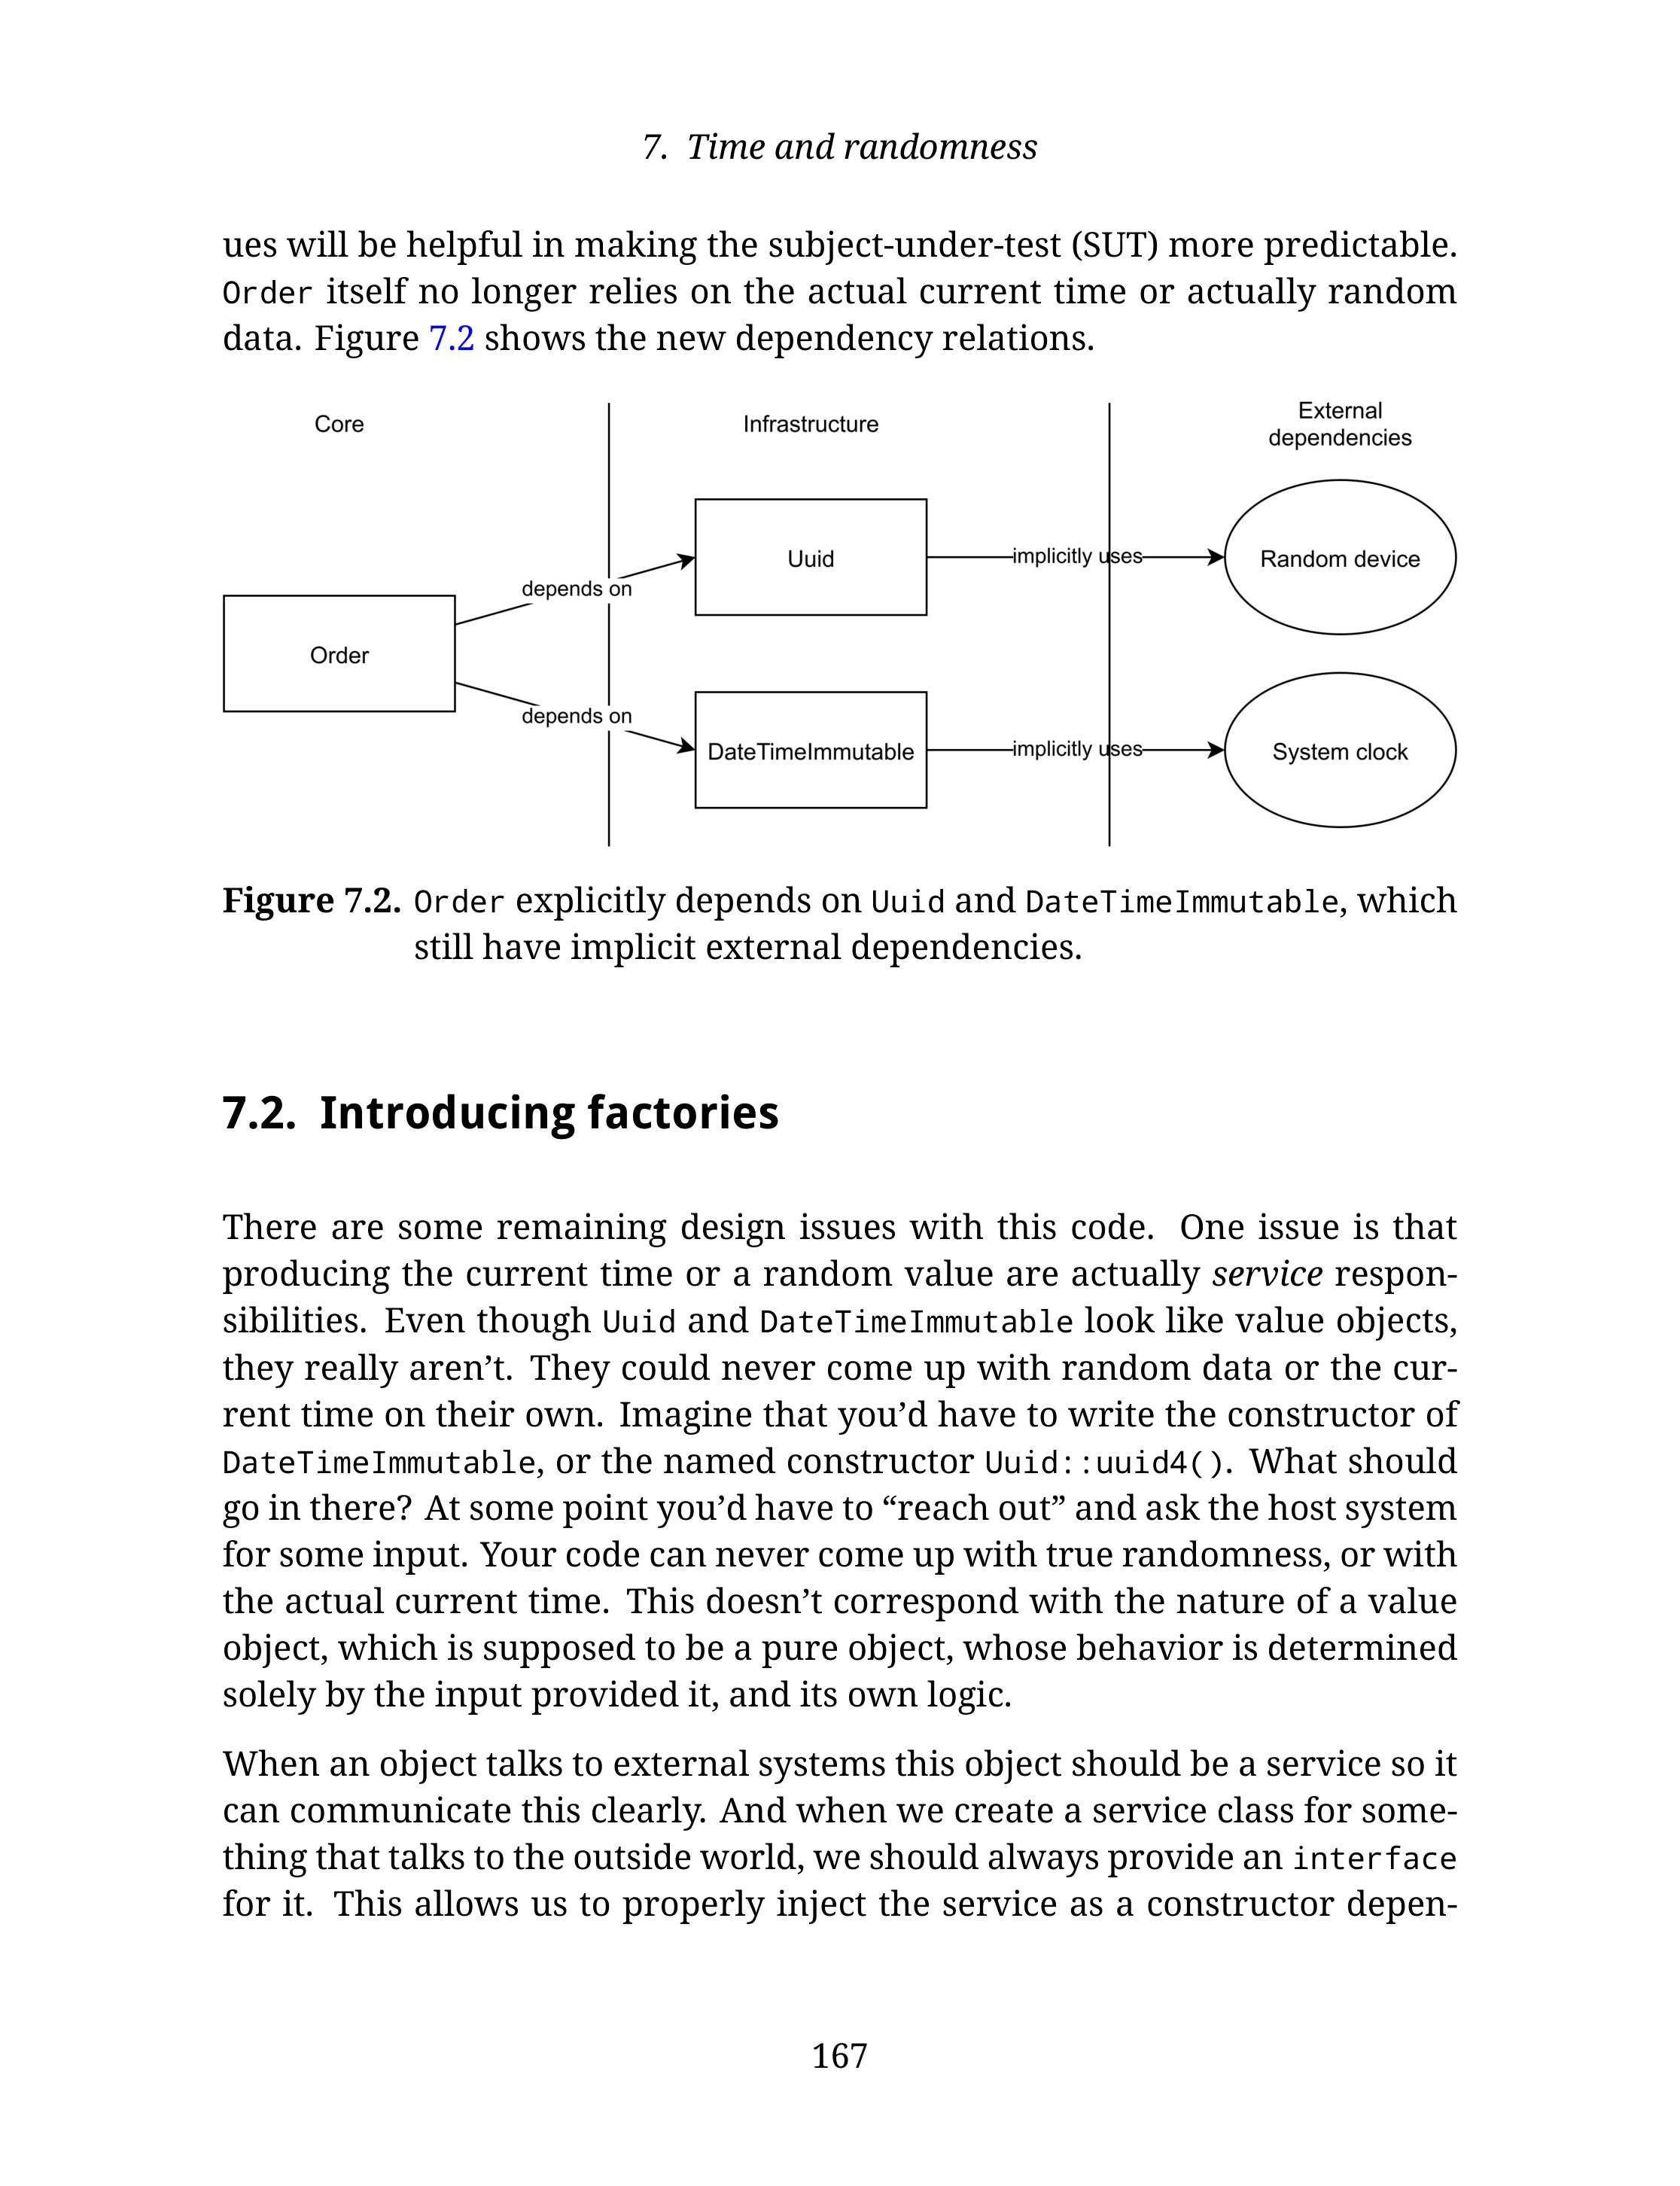 7. Time and randomness
ues will be helpful in making the subject-under-test (SUT) more predictable.
Order itself no longer relies on the actual current time or actually random
data. Figure 7.2 shows the new dependency relations.
Core
Infrastructure
External
dependencies
Uuid
implicitly uses
Random device
depends on
Order
depends on
DateTimeImmutable
implicitly uses
System clock
Figure 7.2. Order explicitly depends on Uuid and DateTimeImmutable, which
still have implicit external dependencies.
7.2. Introducing factories
There are some remaining design issues with this code. One issue is that
producing the current time or a random value are actually service respon-
sibilities. Even though Uuid and DateTimeImmutable look like value objects,
they really aren’t. They could never come up with random data or the cur-
rent time on their own. Imagine that you’d have to write the constructor of
DateTimeImmutable, or the named constructor Uuid::uuid4(). What should
go in there? At some point you’d have to “reach out” and ask the host system
for some input. Your code can never come up with true randomness, or with
the actual current time. This doesn’t correspond with the nature of a value
object, which is supposed to be a pure object, whose behavior is determined
solely by the input provided it, and its own logic.
When an object talks to external systems this object should be a service so it
can communicate this clearly. And when we create a service class for some-
thing that talks to the outside world, we should always provide an interface
for it. This allows us to properly inject the service as a constructor depen-
167